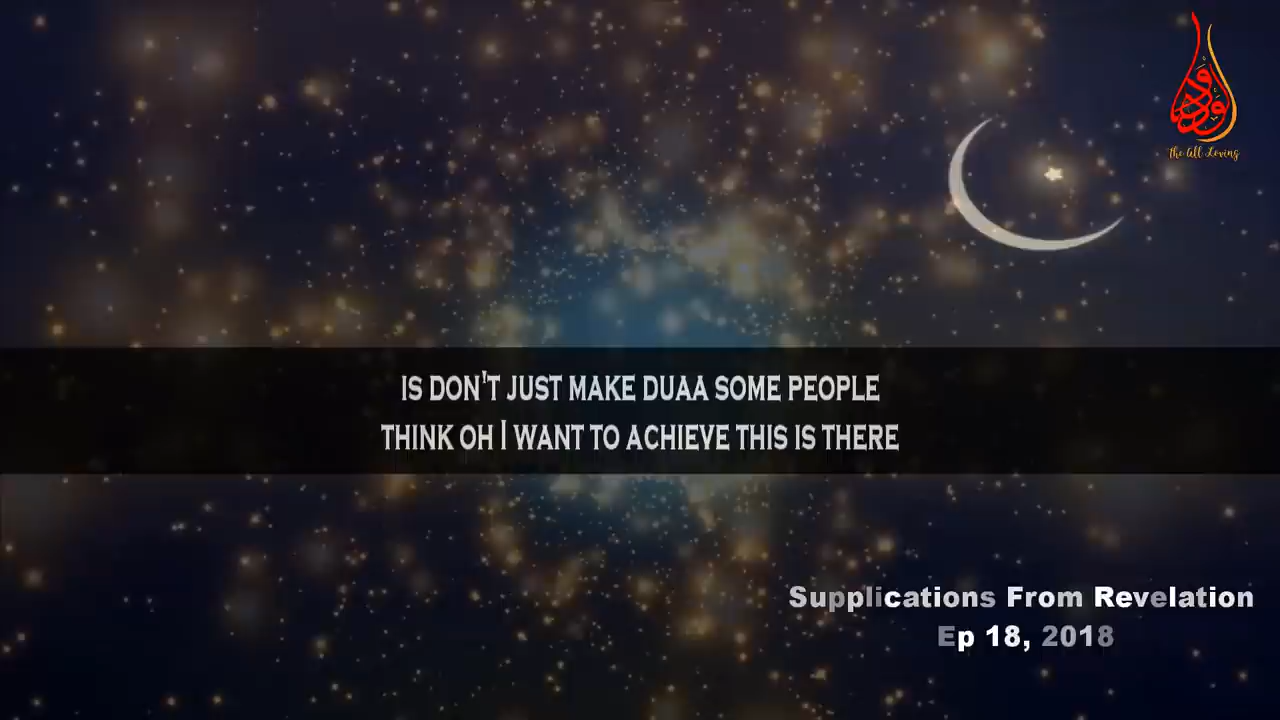 ودود
The All Loving
IS DON'T JUST MAKE DUAA SOME PEOPLE
THINK OH I WANT TO ACHIEVE THIS IS THERE
Supplications From Revelation
Ep 18, 2018